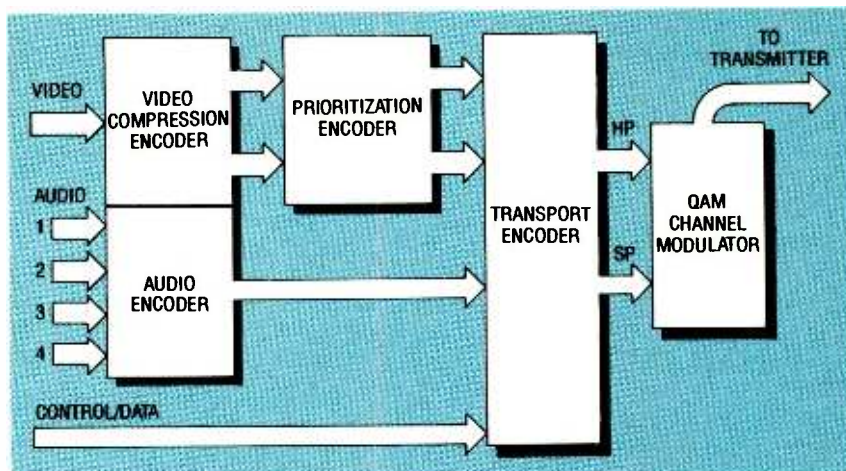 VIDEO
VIDEO
COMPRESSION
ENCODER
PRIORITIZATION
ENCODER
TO
TRANSMITTER
AUDIO
1
2
3
4
AUDIO
ENCODER
TRANSPORT
ENCODER
HP
SP
QAM
CHANNEL
MODULATOR
CONTROL/DATA